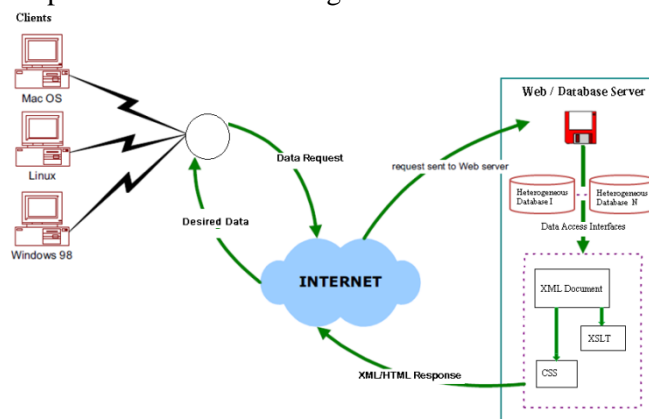 Clients
Mac OS
Linux
Windows 98
Data Request
Desired Data
INTERNET
request sent to Web server
XML/HTML Response
Web / Database Server
Heterogeneous
Database I
Heterogeneous
Database N
Data Access Interfaces
XML Document
XSLT
CSS